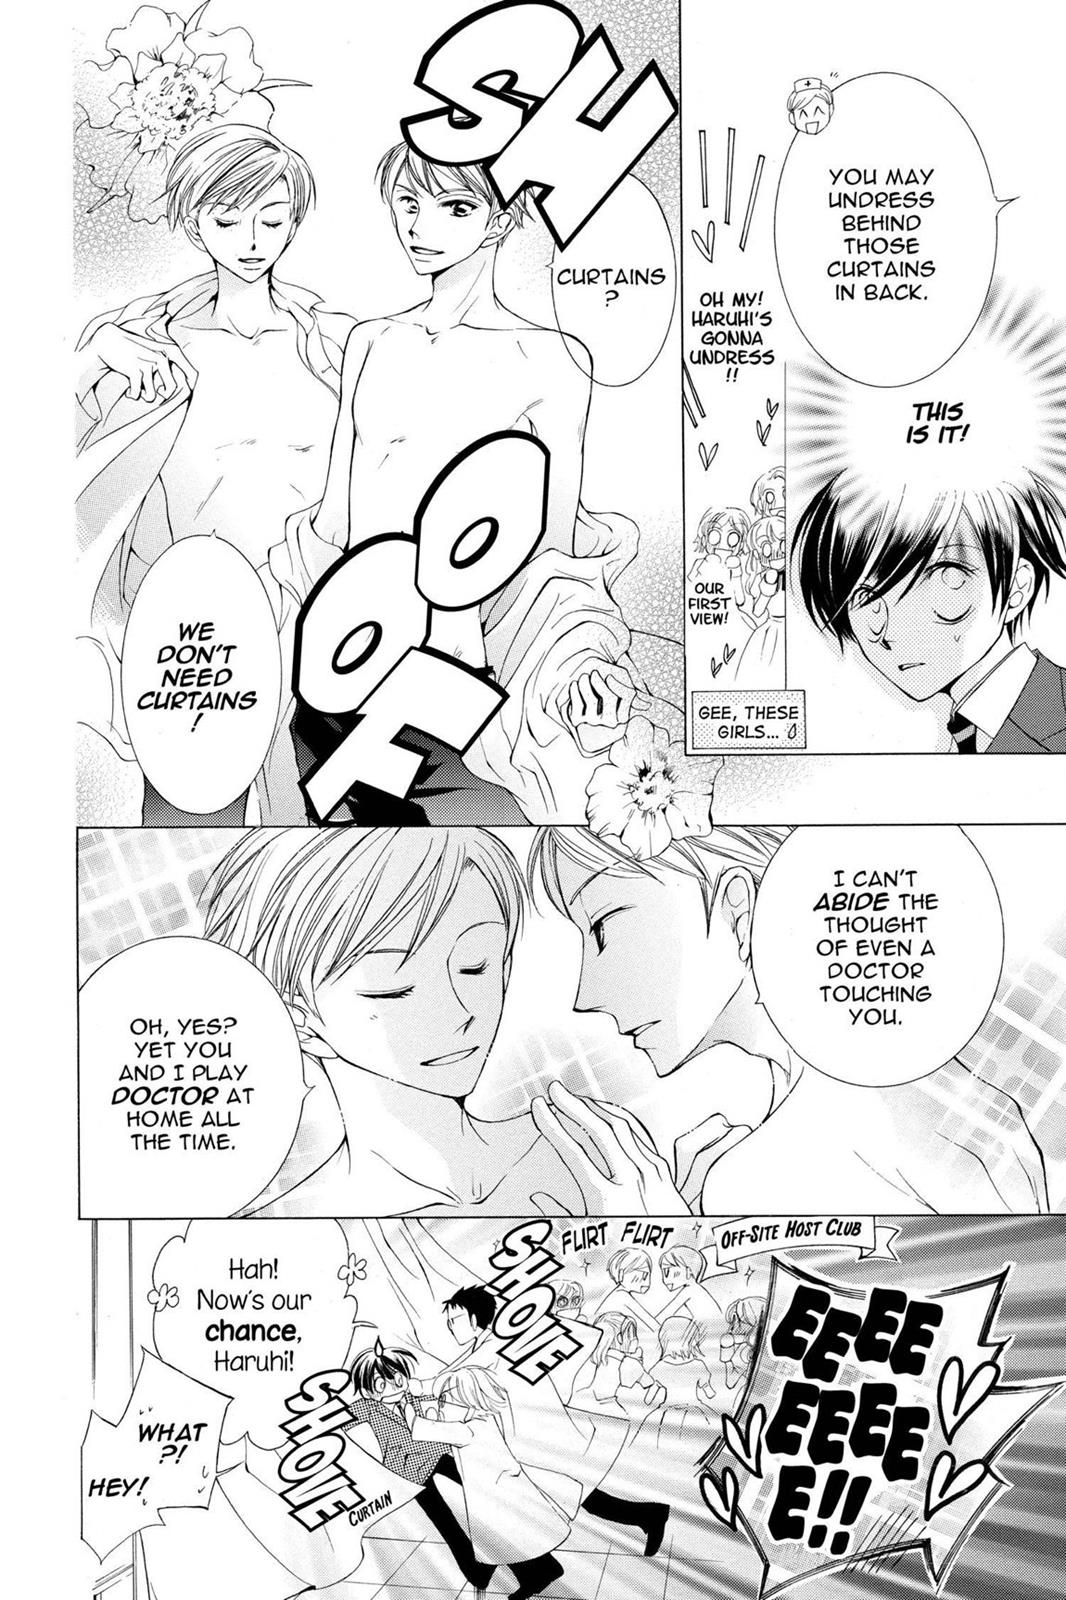 YOU MAY
UNDRESS
BEHIND
THOSE
CURTAINS
IN BACK.
THIS
IS IT!
OH MY!
HARUHI'S
GONNA
UNDRESS
!!
OUR
FIRST
VIEW!
GEE, THESE
GIRLS...
SHOOF
CURTAINS
?
WE
DON'T
NEED
CURTAINS
!
I CAN'T
ABIDE THE
THOUGHT
OF EVEN A
DOCTOR
TOUCHING
YOU.
OH, YES?
YET YOU
AND I PLAY
DOCTOR AT
HOME ALL
THE TIME.
OFF-SITE HOST CLUB
FLIRT FLIRT
EEEE
EEEE
EEEE
E!!
SHOVE
Hah!
Now's our
chance,
Haruhi!
SHOVE
CURTAIN
WHAT
?!
HEY!